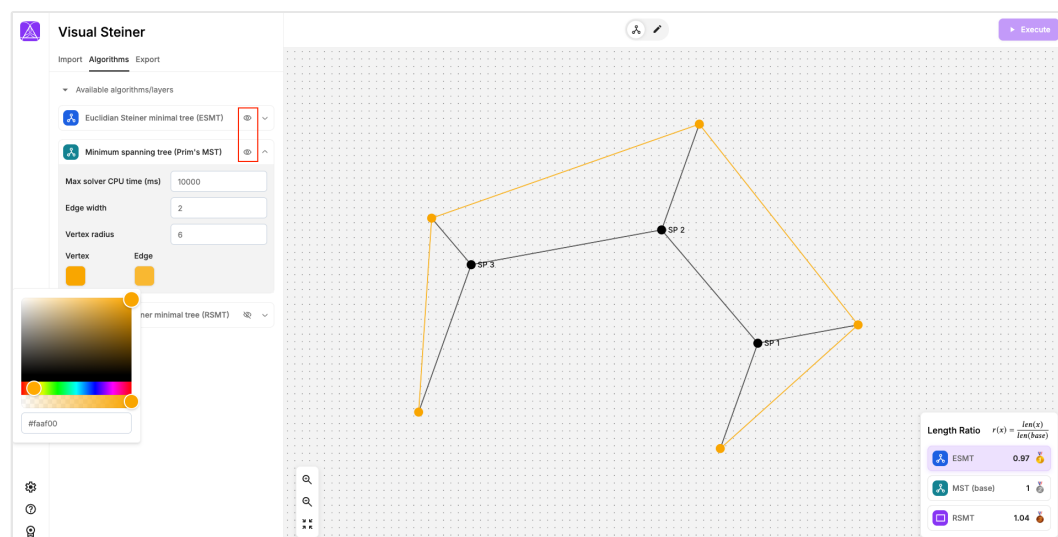 Visual Steiner
Execute
Import Algorithms Export
Available algorithms/layers
Euclidian Steiner minimal tree (ESMT)
Minimum spanning tree (Prim's MST)
Max solver CPU time (ms) 10000
Edge width 2
Vertex radius 6
Vertex Edge
ner minimal tree (RSMT)
#faaf00
SP 2
SP 3
SP 1
Length Ratio r(x) = len(x) / len(base)
ESMT 0.97
MST (base) 1
RSMT 1.04